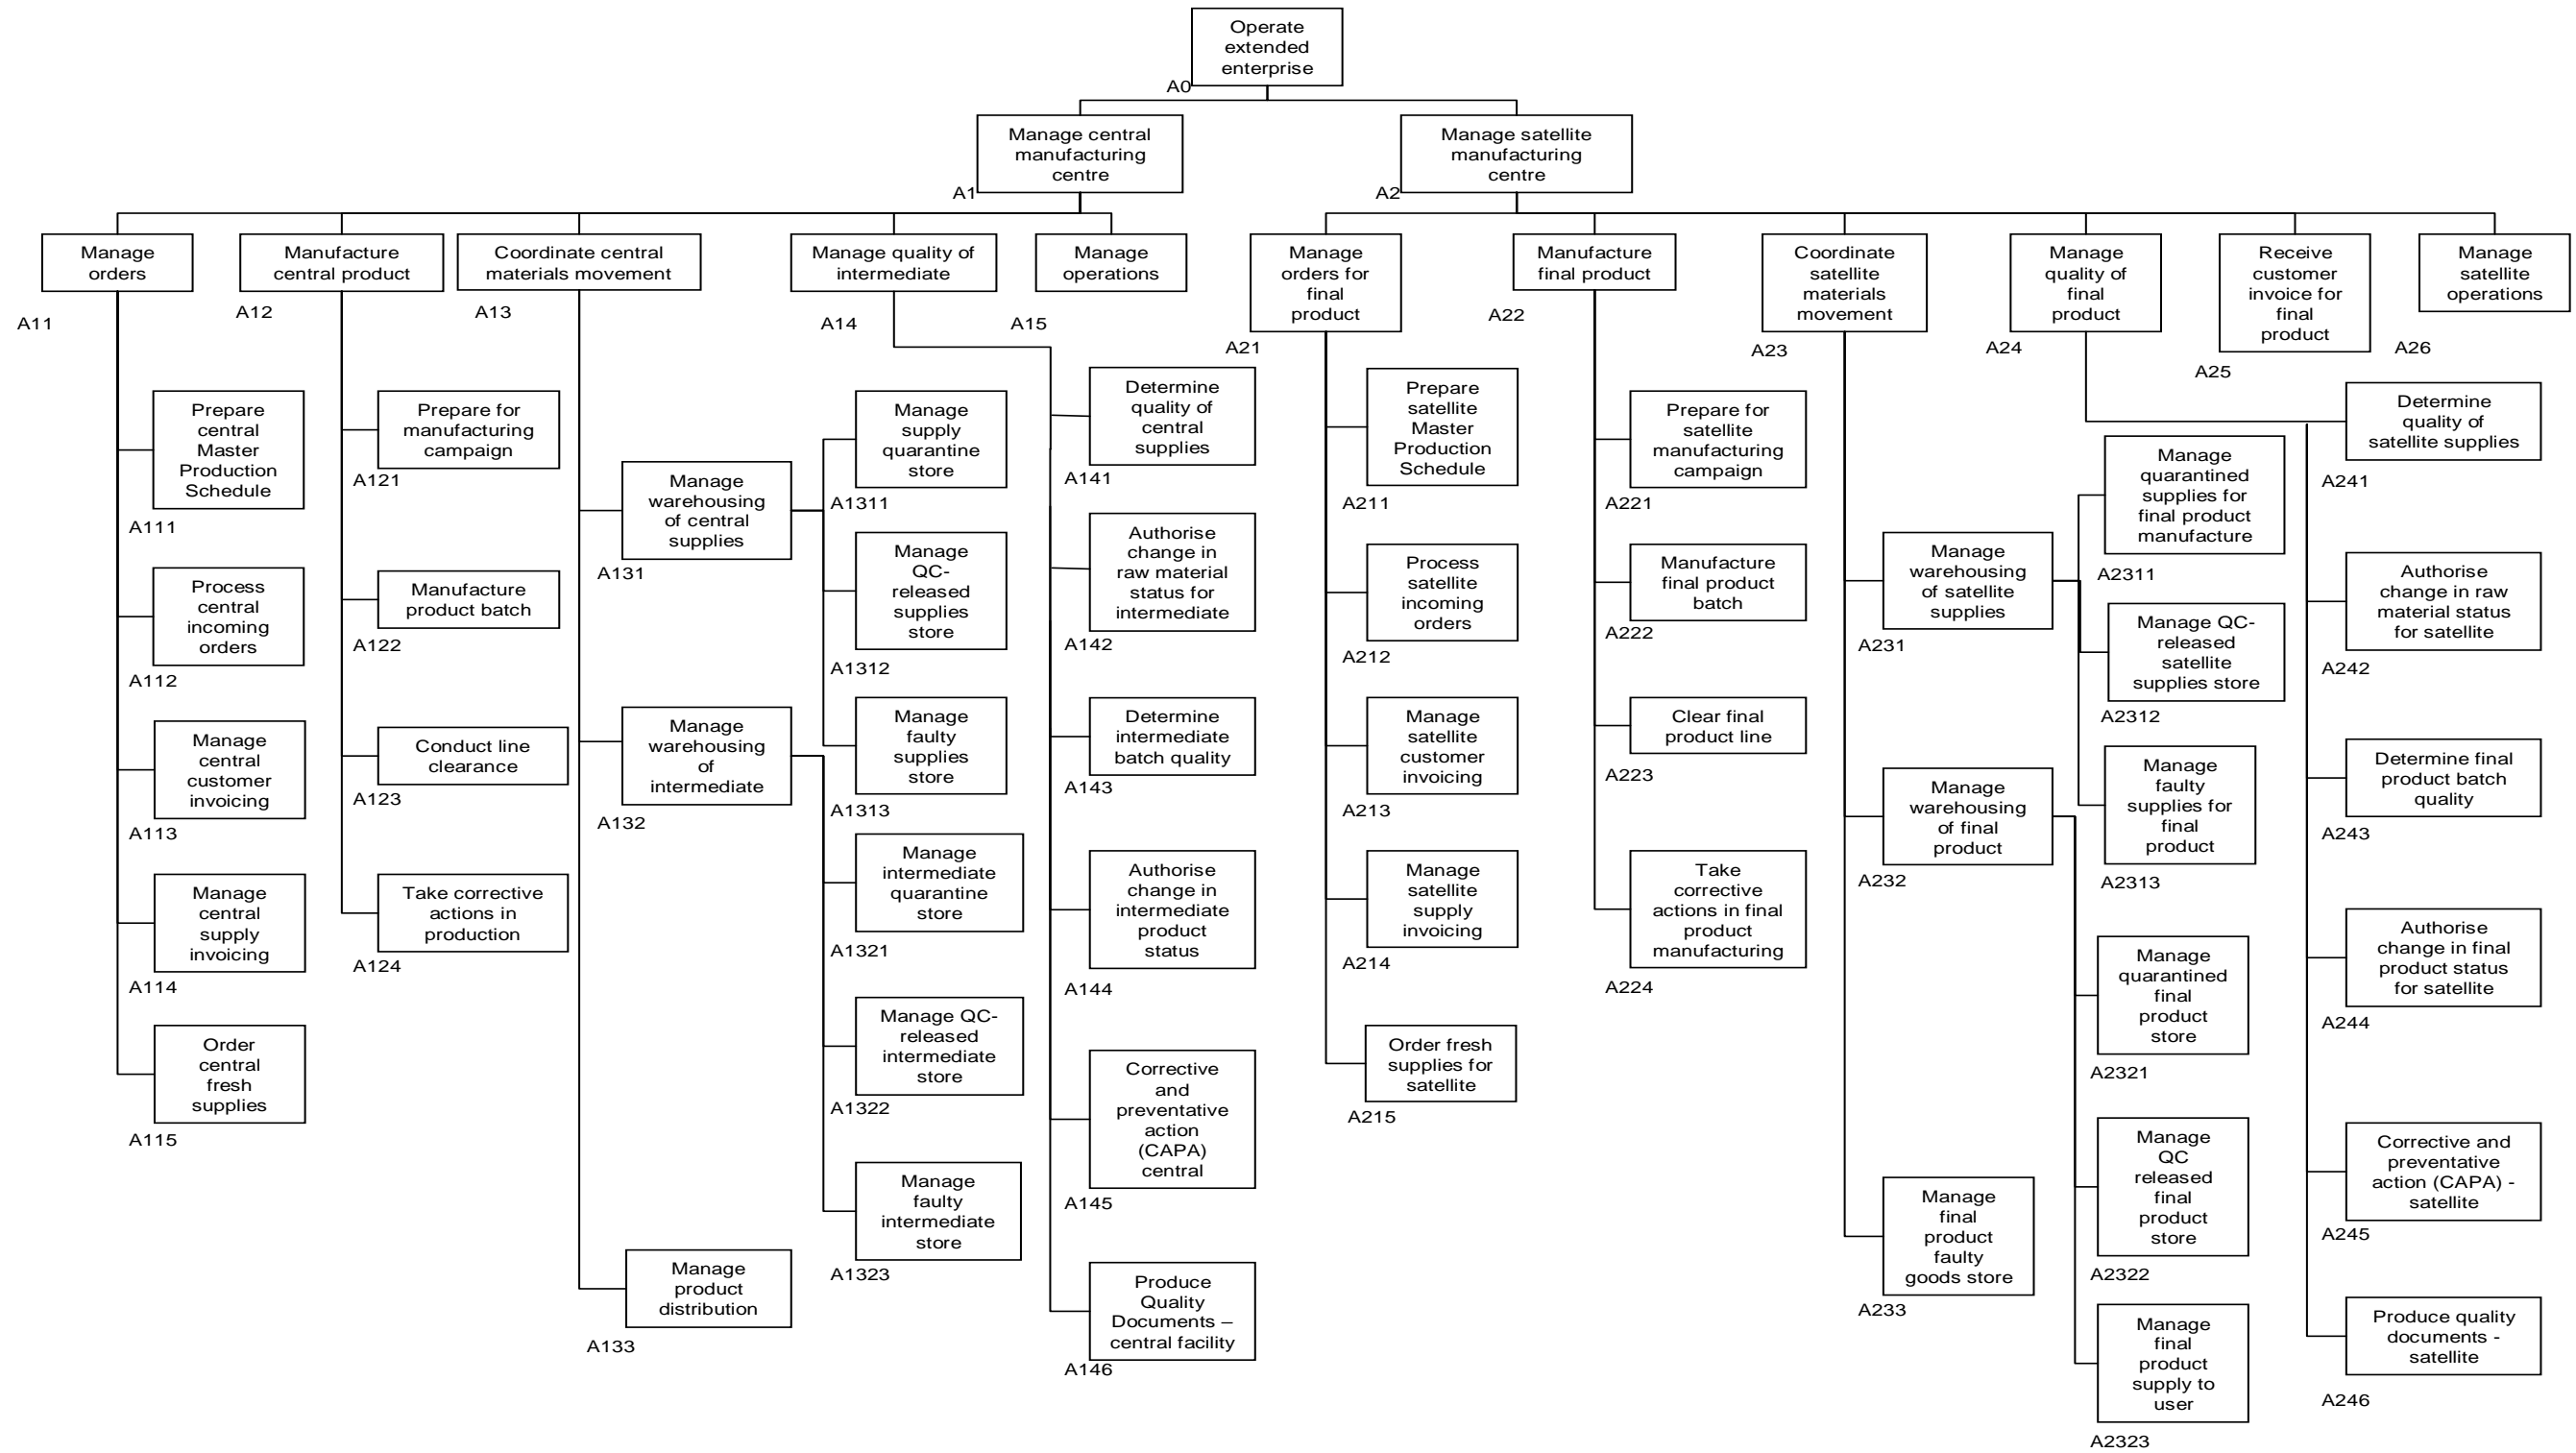 Operate
extended
enterprise
A0
Manage central
manufacturing
centre
A1
Manage satellite
manufacturing
centre
A2
Manage
orders
A11
Manufacture
central product
A12
Coordinate central
materials movement
A13
Manage quality of
intermediate
A14
Manage
operations
A15
Manage
orders for
final
product
A21
Manufacture
final product
A22
Coordinate
satellite
materials
movement
A23
Manage
quality of
final
product
A24
Receive
customer
invoice for
final
product
A25
Manage
satellite
operations
A26
Prepare
central
Master
Production
Schedule
A111
Process
central
incoming
orders
A112
Manage
central
customer
invoicing
A113
Manage
central
supply
invoicing
A114
Order
central
fresh
supplies
A115
Prepare for
manufacturing
campaign
A121
Manufacture
product batch
A122
Conduct line
clearance
A123
Take corrective
actions in
production
A124
Manage
warehousing
of central
supplies
A131
Manage
warehousing
of
intermediate
A132
Manage
product
distribution
A133
Manage
supply
quarantine
store
A1311
Manage
QC-
released
supplies
store
A1312
Manage
faulty
supplies
store
A1313
Manage
intermediate
quarantine
store
A1321
Manage QC-
released
intermediate
store
A1322
Manage
faulty
intermediate
store
A1323
Determine
quality of
central
supplies
A141
Authorise
change in
raw material
status for
intermediate
A142
Determine
intermediate
batch quality
A143
Authorise
change in
intermediate
product
status
A144
Corrective
and
preventative
action
(CAPA)
central
A145
Produce
Quality
Documents –
central facility
A146
Prepare
satellite
Master
Production
Schedule
A211
Process
satellite
incoming
orders
A212
Manage
satellite
customer
invoicing
A213
Manage
satellite
supply
invoicing
A214
Order fresh
supplies for
satellite
A215
Prepare for
satellite
manufacturing
campaign
A221
Manufacture
final product
batch
A222
Clear final
product line
A223
Take
corrective
actions in final
product
manufacturing
A224
Manage
warehousing
of satellite
supplies
A231
Manage
warehousing
of final
product
A232
Manage
final
product
faulty
goods store
A233
Manage
quarantined
supplies for
final product
manufacture
A2311
Manage QC-
released
satellite
supplies store
A2312
Manage
faulty
supplies for
final
product
A2313
Manage
quarantined
final
product
store
A2321
Manage
QC
released
final
product
store
A2322
Manage
final
product
supply to
user
A2323
Determine
quality of
satellite supplies
A241
Authorise
change in raw
material status
for satellite
A242
Determine final
product batch
quality
A243
Authorise
change in final
product status
for satellite
A244
Corrective and
preventative
action (CAPA) -
satellite
A245
Produce quality
documents -
satellite
A246